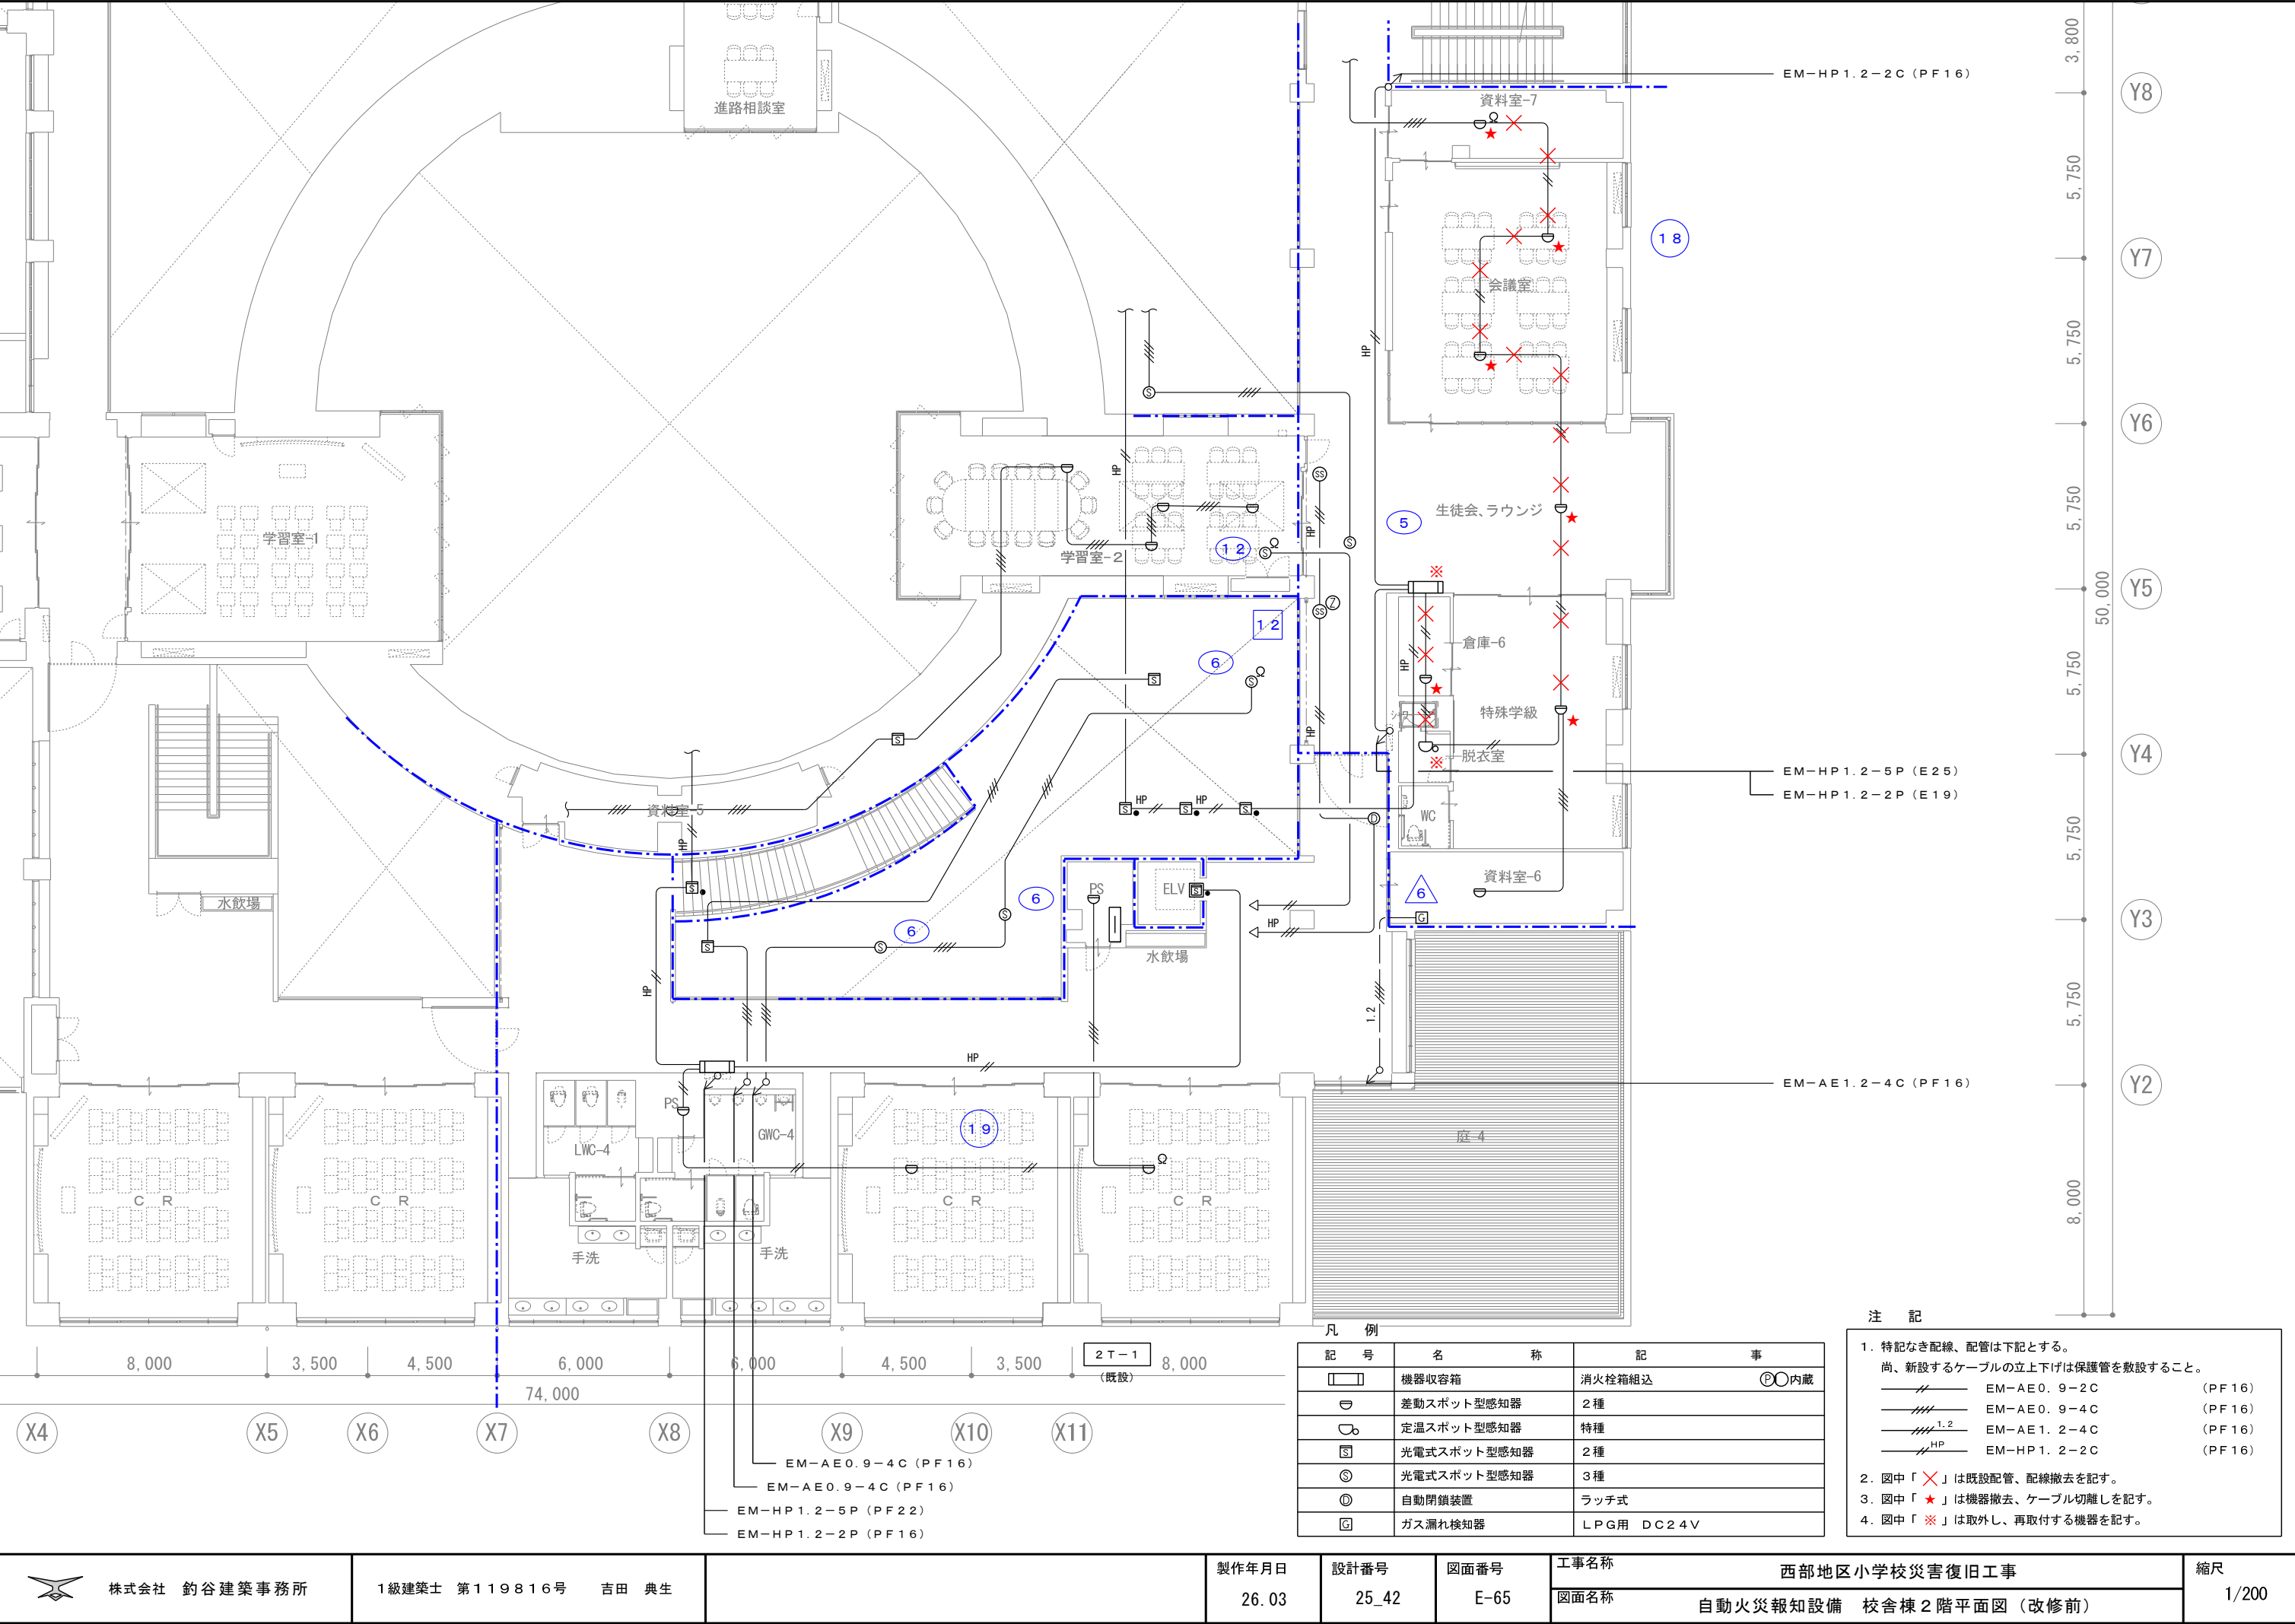 進路相談室
資料室-7
EM-HP1.2-2C(PF16)
3,800
Y8
5,750
18
会議室
Y7
5,750
HP
Y6
学習室-1
学習室-2
HP
SS
12
S
HP
5
生徒会、ラウンジ
5,750
※
Y5
50,000
SS
Z
12
6
倉庫-6
HP
5,750
S
S
特殊学級
HP
脱衣室
※
Y4
S
EM-HP1.2-5P(E25)
EM-HP1.2-2P(E19)
資料室-5
HP
S
HP
S
HP
S
D
WC
5,750
HP
水飲場
S
PS
ELV
S
6
6
資料室-6
6
G
Y3
HP
S
S
S
水飲場
HP
1.2
5,750
HP
EM-AE1.2-4C(PF16)
Y2
PS
LWC-4
GWC-4
19
庭-4
C R
C R
C R
C R
8,000
手洗
手洗
8,000
3,500
4,500
6,000
6,000
4,500
3,500
2T-1
(既設)
8,000
74,000
X4
X5
X6
X7
X8
X9
X10
X11
EM-AE0.9-4C(PF16)
EM-AE0.9-4C(PF16)
EM-HP1.2-5P(PF22)
EM-HP1.2-2P(PF16)
凡 例
記 号 名 称 記 事
機器収容箱 消火栓箱組込 P 内蔵
差動スポット型感知器 2種
定温スポット型感知器 特種
S 光電式スポット型感知器 2種
S 光電式スポット型感知器 3種
D 自動閉鎖装置 ラッチ式
G ガス漏れ検知器 LPG用 DC24V
注 記
1. 特記なき配線、配管は下記とする。
尚、新設するケーブルの立上下げは保護管を敷設すること。
EM-AE0.9-2C (PF16)
EM-AE0.9-4C (PF16)
1.2 EM-AE1.2-4C (PF16)
HP EM-HP1.2-2C (PF16)
2. 図中「 × 」は既設配管、配線撤去を記す。
3. 図中「 ★ 」は機器撤去、ケーブル切離しを記す。
4. 図中「 ※ 」は取外し、再取付する機器を記す。
株式会社 釣谷建築事務所
1級建築士 第119816号 吉田 典生
製作年月日
26.03
設計番号
25_42
図面番号
E-65
工事名称
西部地区小学校災害復旧工事
図面名称
自動火災報知設備 校舎棟2階平面図(改修前)
縮尺
1/200